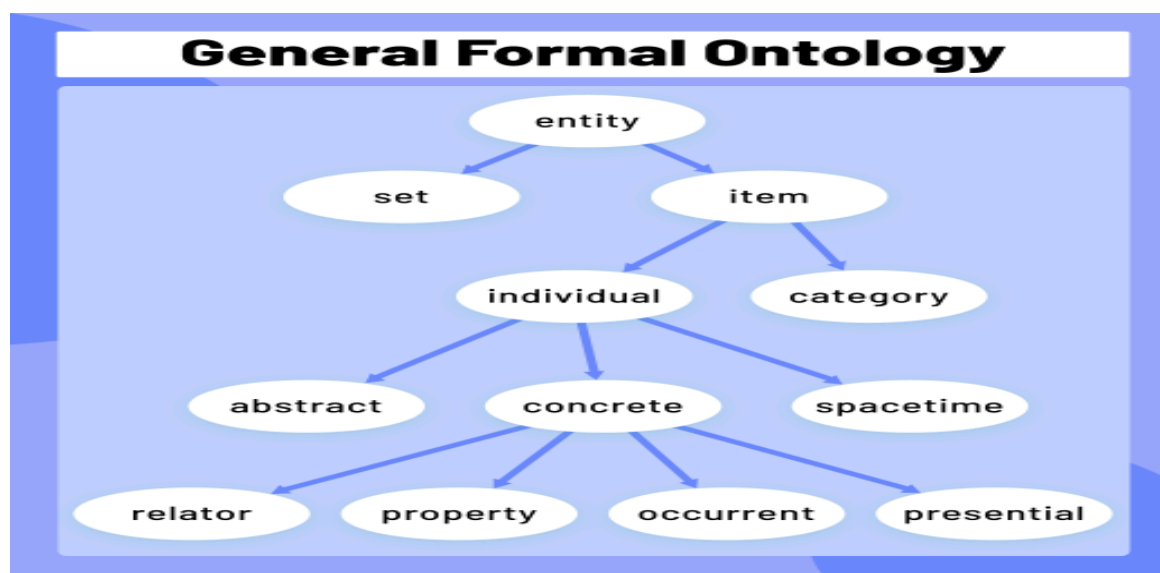 General Formal Ontology
entity
set
item
individual
category
abstract
concrete
spacetime
relator
property
occurrent
presential